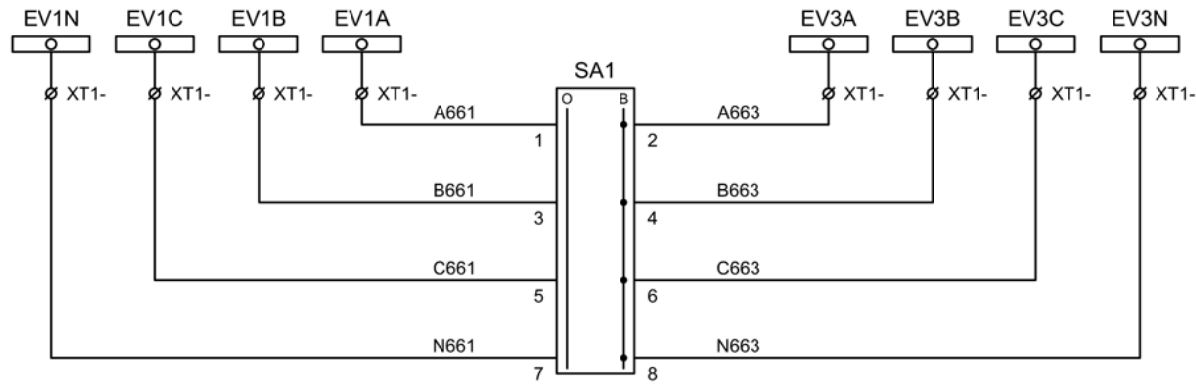 EV1N EV1C EV1B EV1A EV3A EV3B EV3C EV3N
SA1
XT1- XT1- XT1- XT1- XT1- XT1- XT1- XT1-
O B
A661 A663
1 2
B661 B663
3 4
C661 C663
5 6
N661 N663
7 8